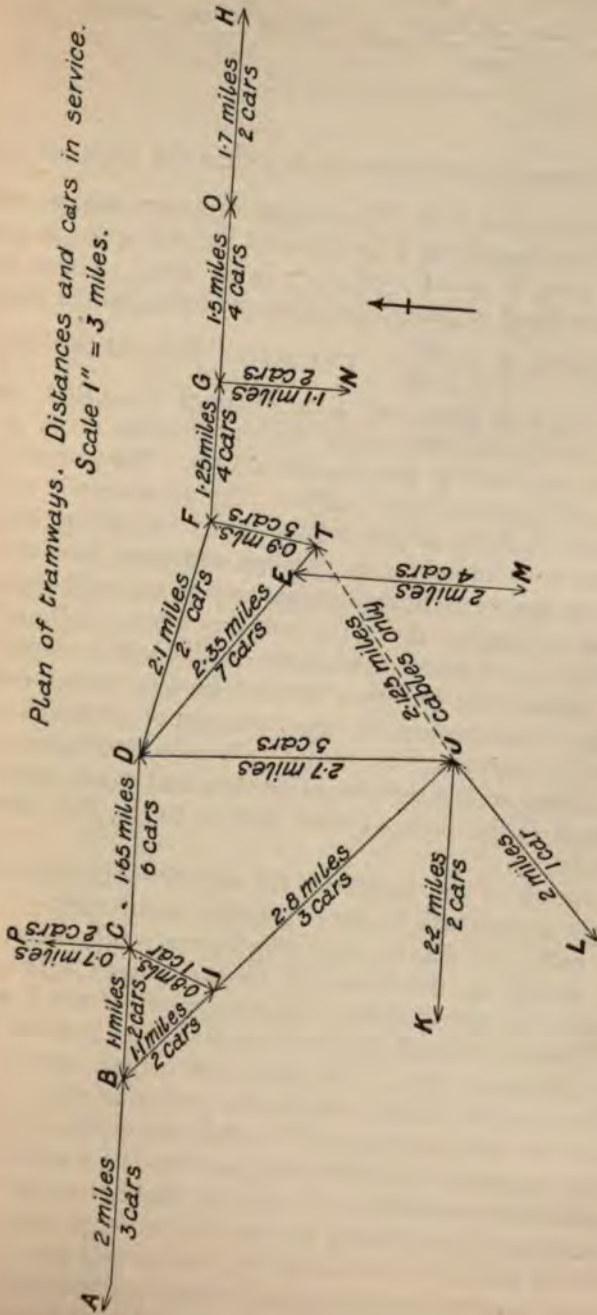 Plan of tramways. Distances and cars in service.
Scale 1" = 3 miles.
A
2 miles
3 cars
B
1·1 miles
2 cars
C
P
0·7 miles
2 cars
1·65 miles
6 cars
D
2·1 miles
2 cars
F
1·25 miles
4 cars
G
1·5 miles
4 cars
O
1·7 miles
2 cars
H
1·1 miles
2 cars
0·8 mls
1 car
I
2·8 miles
3 cars
2·7 miles
5 cars
2·35 miles
7 cars
E
0·9 mls
5 cars
T
1·1 miles
2 cars
N
2 miles
4 cars
M
2·125 miles
cables only
J
2·2 miles
2 cars
K
2 miles
1 car
L